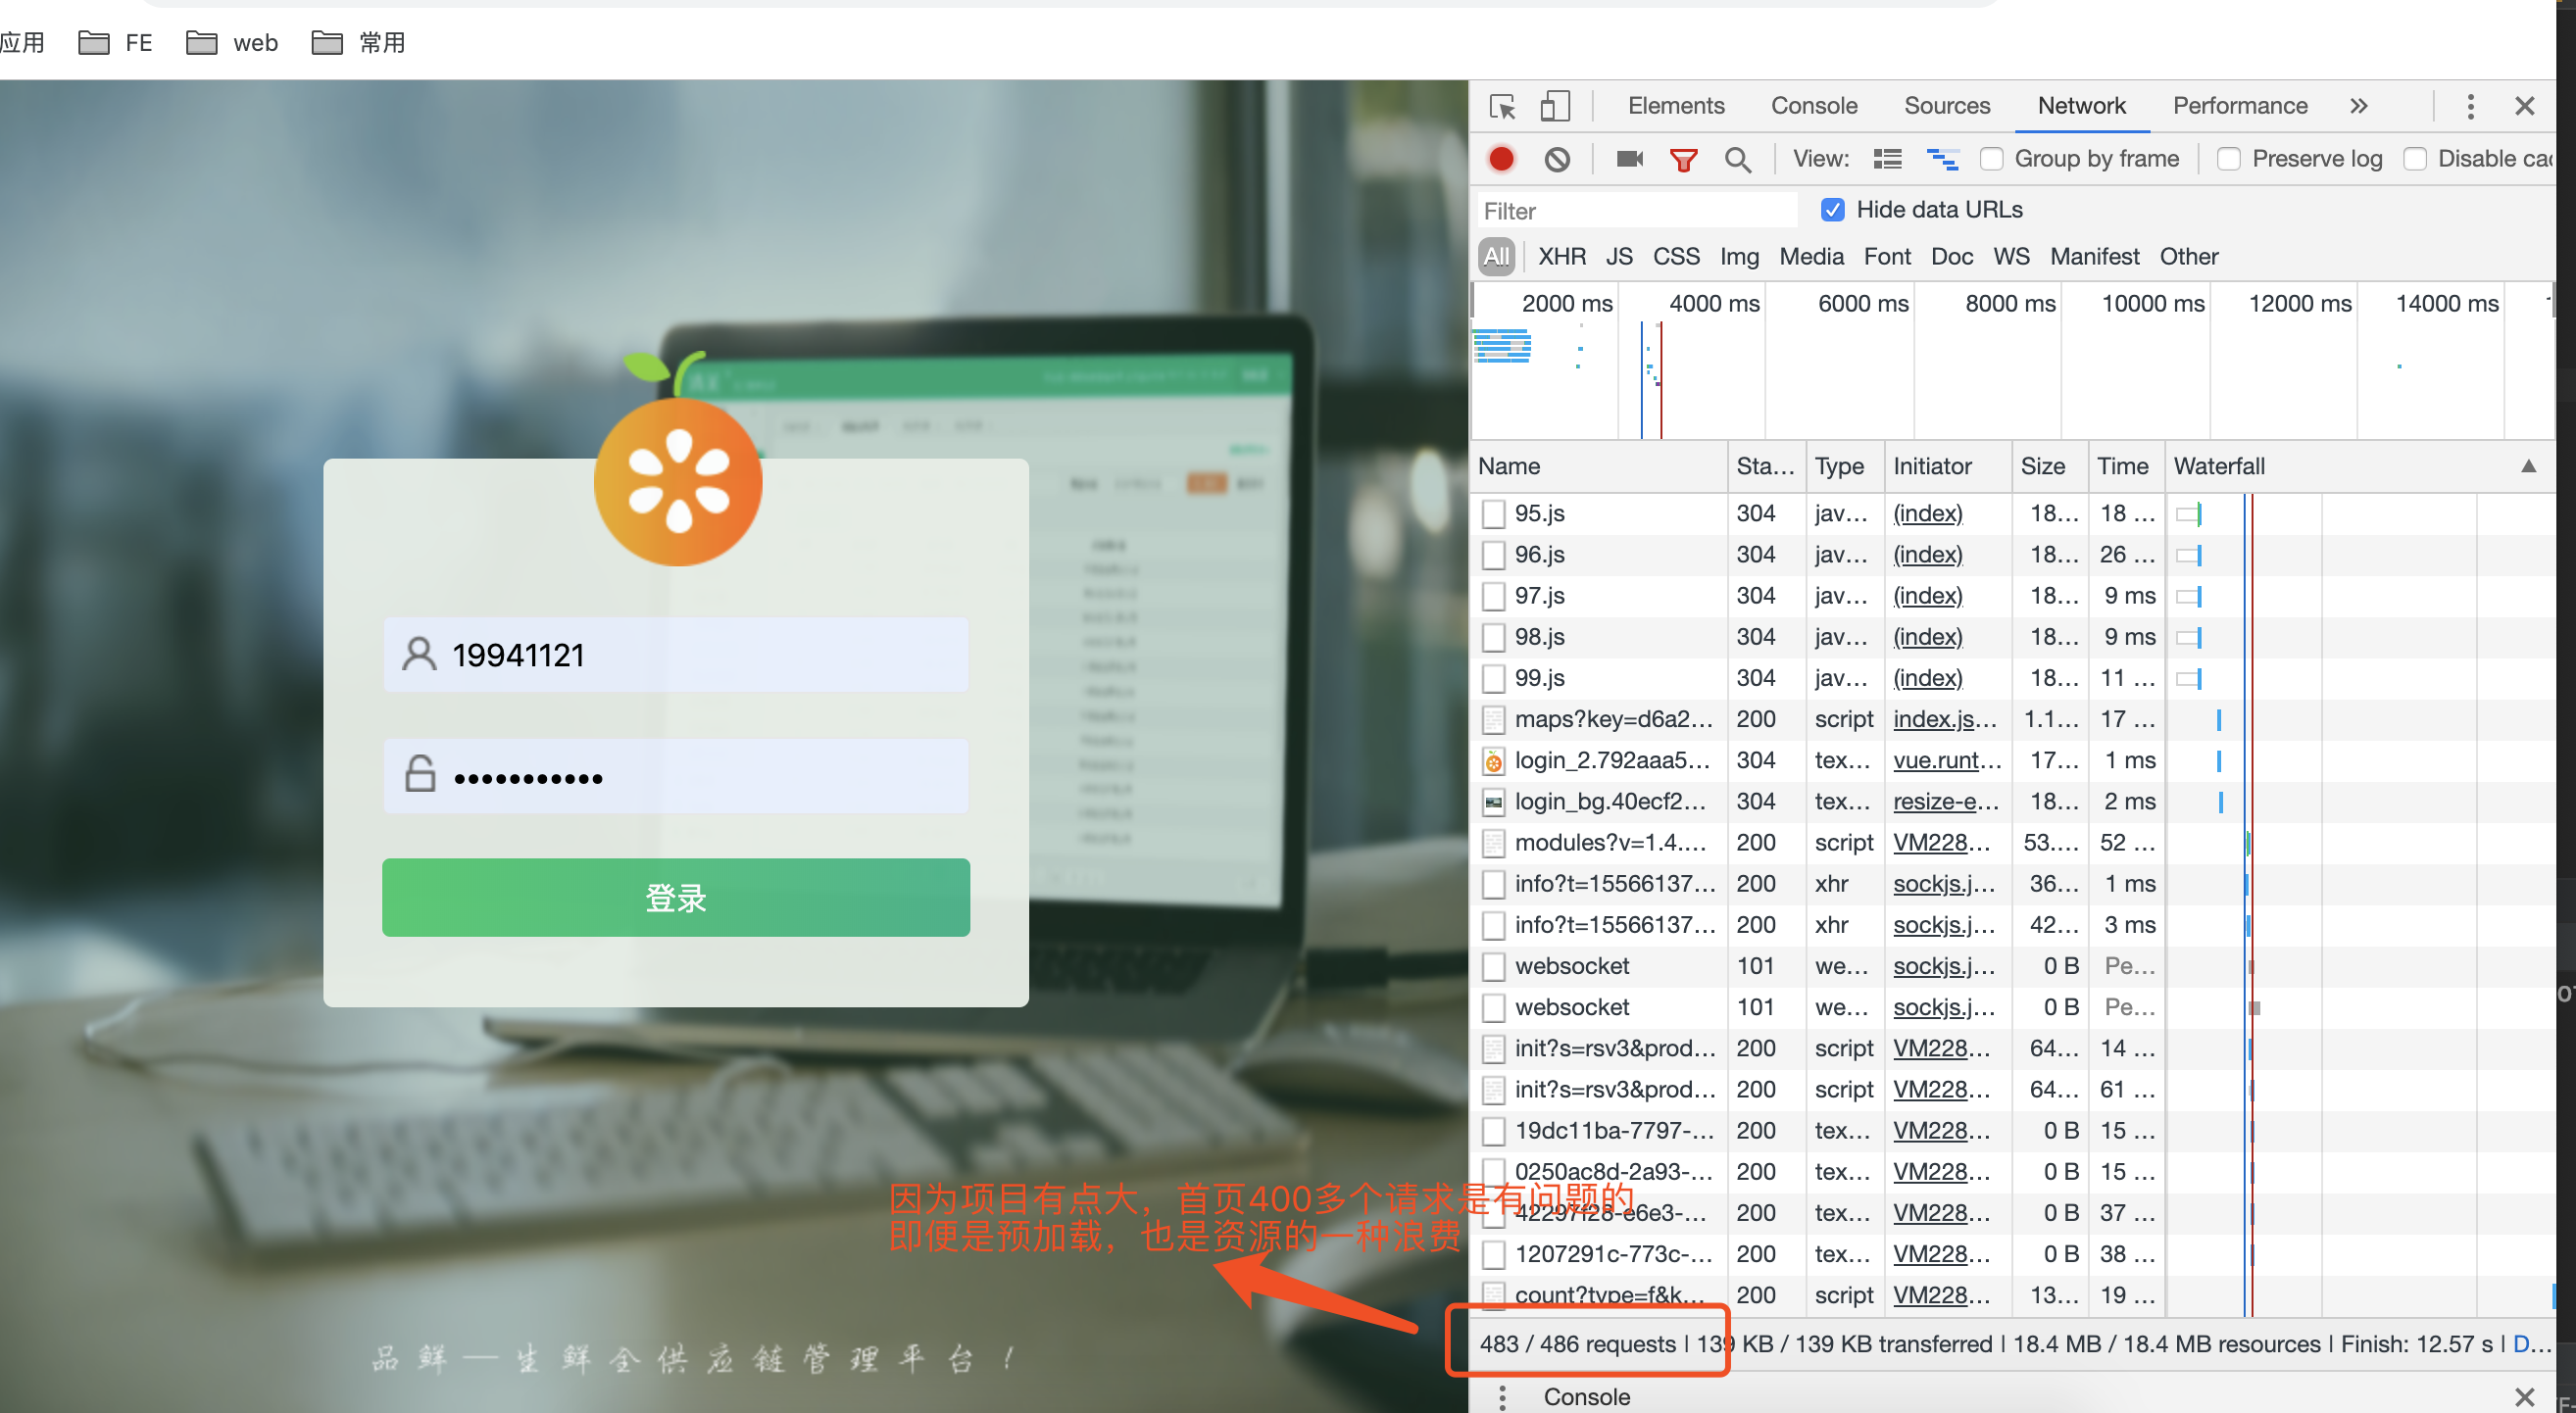 应用 FE web 常用
Elements Console Sources Network Performance
View: Group by frame Preserve log Disable cac
Filter Hide data URLs
All XHR JS CSS Img Media Font Doc WS Manifest Other
2000 ms 4000 ms 6000 ms 8000 ms 10000 ms 12000 ms 14000 ms
Name Sta... Type Initiator Size Time Waterfall
95.js 304 jav... (index) 18... 18 ...
96.js 304 jav... (index) 18... 26 ...
97.js 304 jav... (index) 18... 9 ms
98.js 304 jav... (index) 18... 9 ms
99.js 304 jav... (index) 18... 11 ...
maps?key=d6a2... 200 script index.js... 1.1... 17 ...
login_2.792aaa5... 304 tex... vue.runt... 17... 1 ms
login_bg.40ecf2... 304 tex... resize-e... 18... 2 ms
modules?v=1.4.... 200 script VM228... 53.... 52 ...
info?t=15566137... 200 xhr sockjs.j... 36... 1 ms
info?t=15566137... 200 xhr sockjs.j... 42... 3 ms
websocket 101 we... sockjs.j... 0 B Pe...
websocket 101 we... sockjs.j... 0 B Pe...
init?s=rsv3&prod... 200 script VM228... 64... 14 ...
init?s=rsv3&prod... 200 script VM228... 64... 61 ...
19dc11ba-7797-... 200 tex... VM228... 0 B 15 ...
0250ac8d-2a93-... 200 tex... VM228... 0 B 15 ...
42297f28-e6e3-... 200 tex... VM228... 0 B 37 ...
1207291c-773c-... 200 tex... VM228... 0 B 38 ...
count?type=f&k... 200 script VM228... 13... 19 ...
483 / 486 requests | 139 KB / 139 KB transferred | 18.4 MB / 18.4 MB resources | Finish: 12.57 s | D...
Console
19941121
•••••••••••
登录
因为项目有点大，首页400多个请求是有问题的
即便是预加载，也是资源的一种浪费
品鲜一生鲜全供应链管理平台！